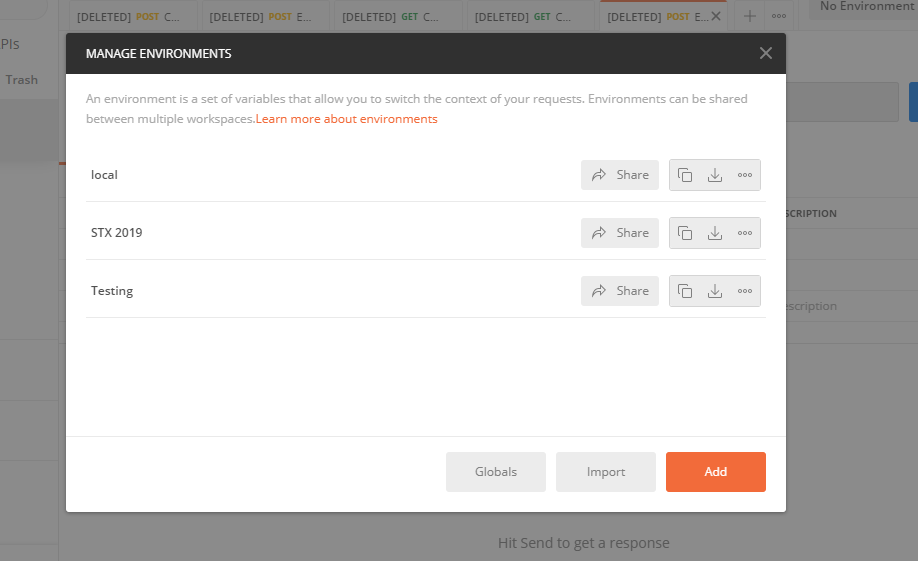 [DELETED] POST C... [DELETED] POST E... [DELETED] GET C... [DELETED] GET C... [DELETED] POST E...
No Environment
PIs
Trash
MANAGE ENVIRONMENTS
An environment is a set of variables that allow you to switch the context of your requests. Environments can be shared
between multiple workspaces.Learn more about environments
local Share
STX 2019 Share
Testing Share
SCRIPTION
escription
Globals Import Add
Hit Send to get a response